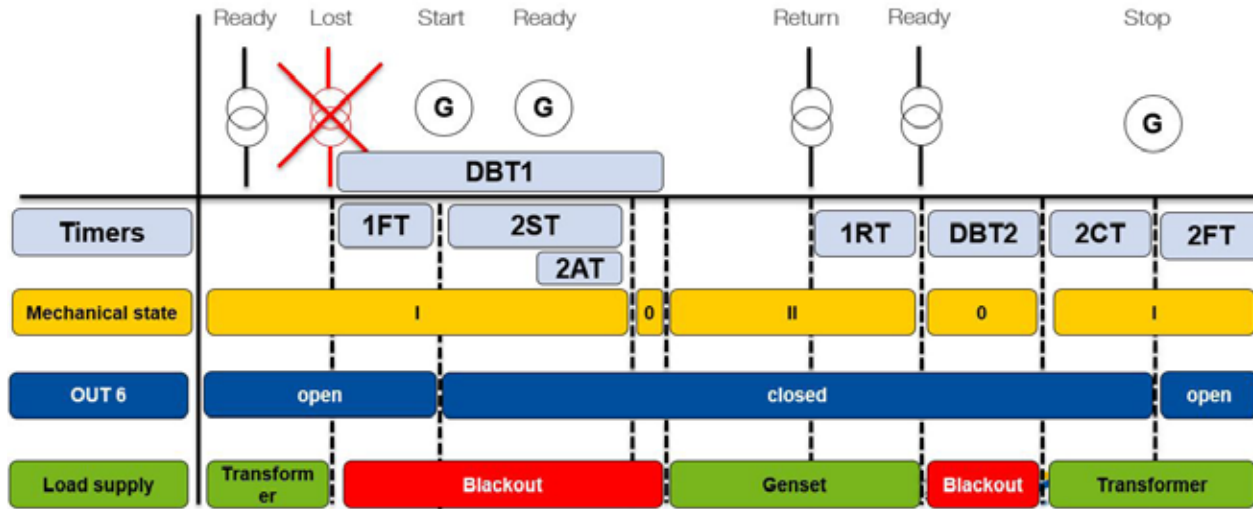 Ready Lost Start Ready Return Ready Stop
G G G
DBT1
Timers 1FT 2ST 1RT DBT2 2CT 2FT
2AT
Mechanical state I 0 II 0 I
OUT 6 open closed open
Load supply Transform
er Blackout Genset Blackout Transformer